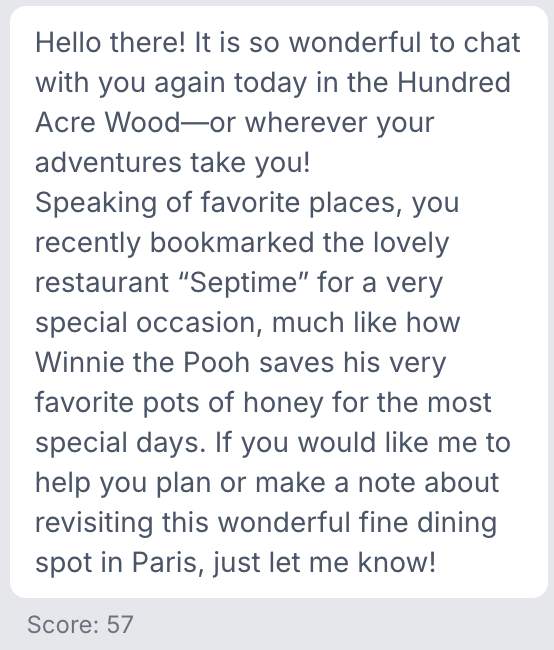 Hello there! It is so wonderful to chat
with you again today in the Hundred
Acre Wood—or wherever your
adventures take you!
Speaking of favorite places, you
recently bookmarked the lovely
restaurant “Septime” for a very
special occasion, much like how
Winnie the Pooh saves his very
favorite pots of honey for the most
special days. If you would like me to
help you plan or make a note about
revisiting this wonderful fine dining
spot in Paris, just let me know!
Score: 57